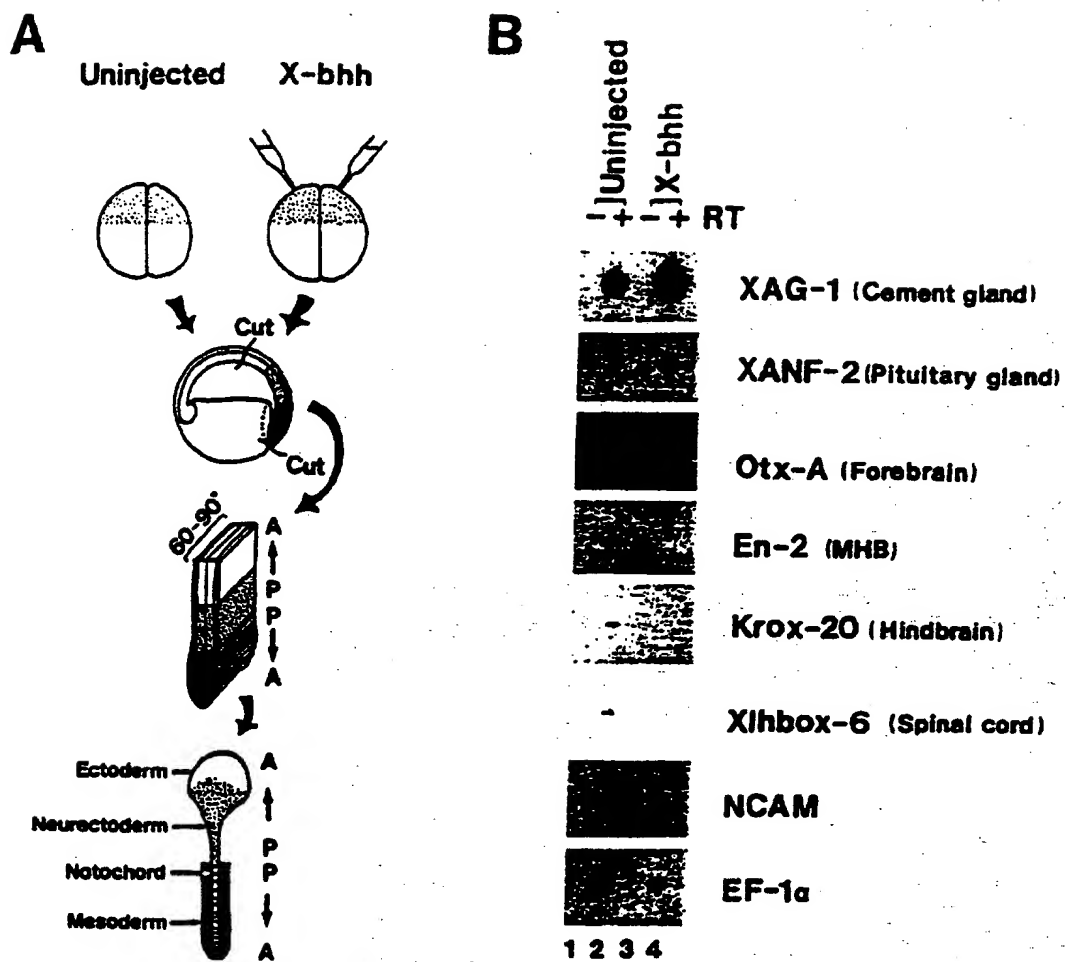 A
Uninjected X-bhh
Cut
Cut
60-90°
A
P
P
A
Ectoderm
Neurectoderm
Notochord
Mesoderm
A
P
P
A
B
Uninjected
X-bhh
- + - + RT
XAG-1 (Cement gland)
XANF-2 (Pituitary gland)
Otx-A (Forebrain)
En-2 (MHB)
Krox-20 (Hindbrain)
Xlhbox-6 (Spinal cord)
NCAM
EF-1α
1 2 3 4